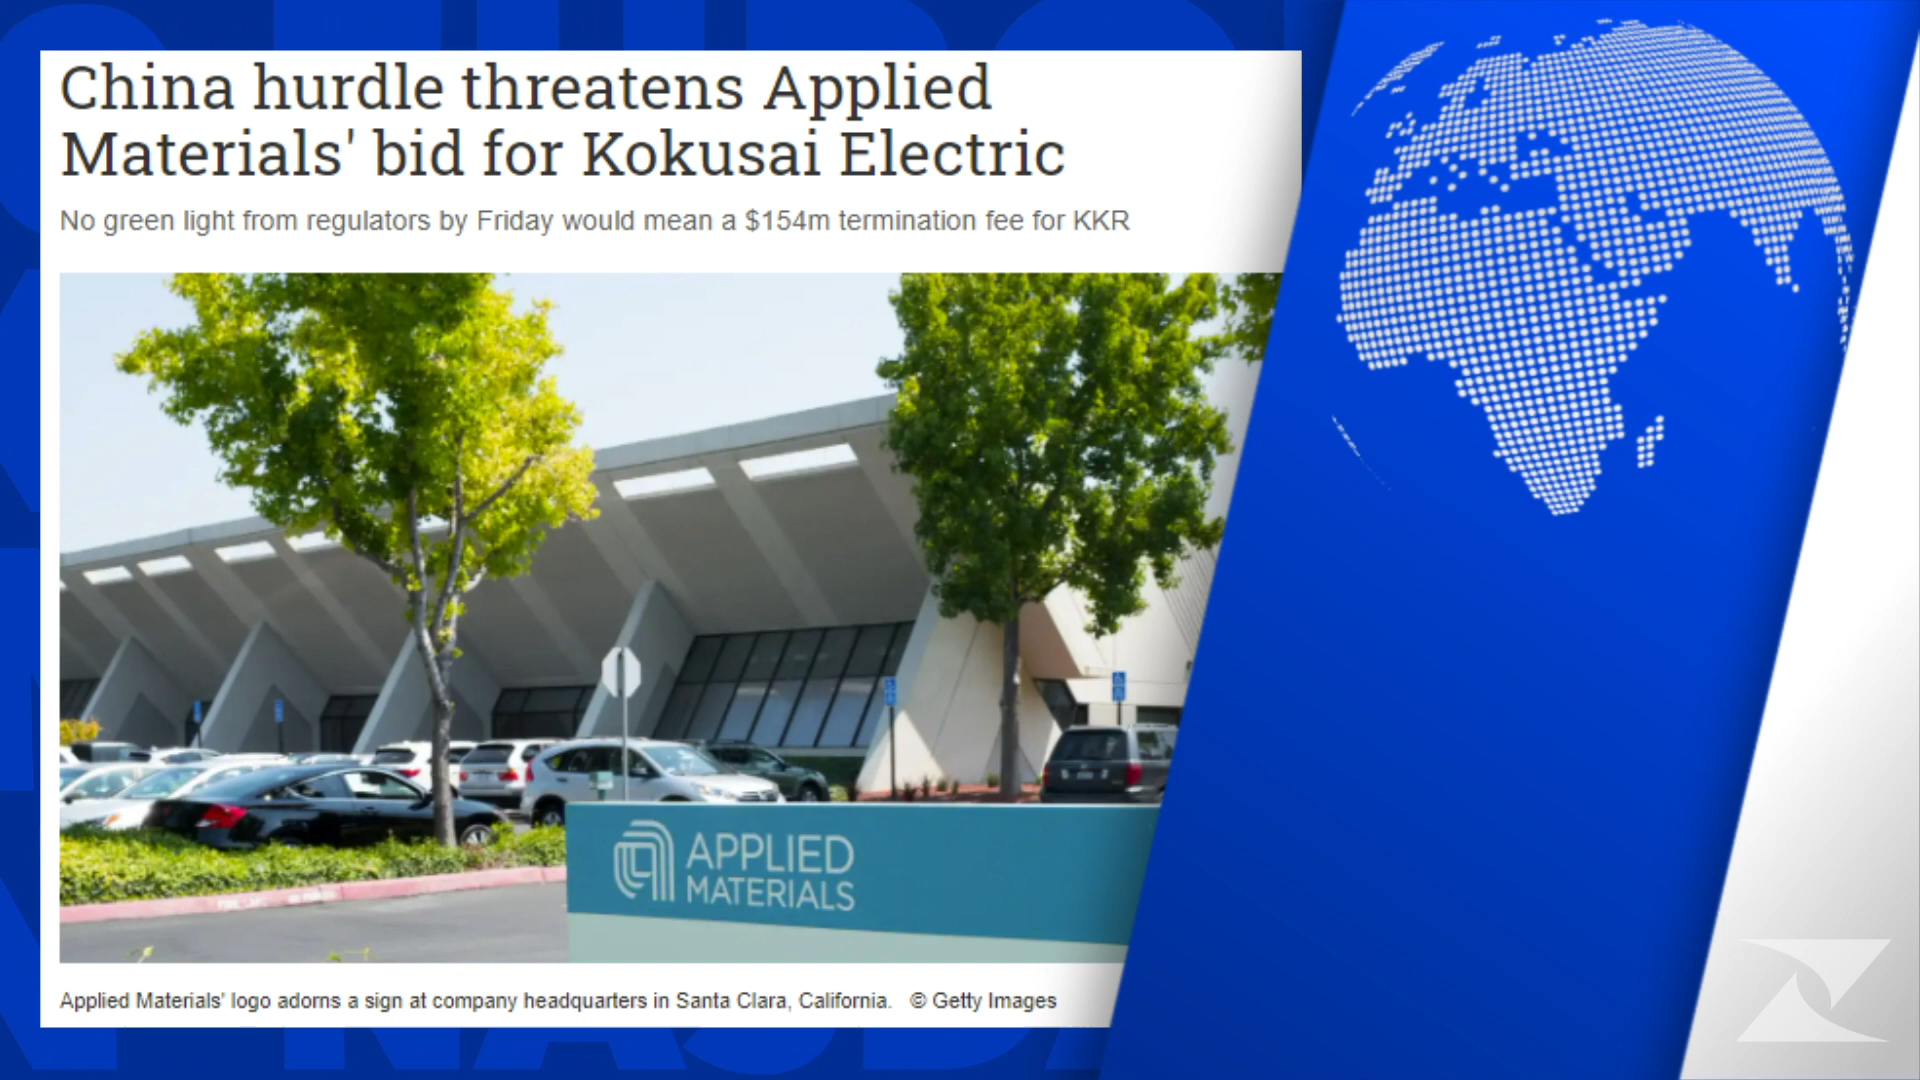 China hurdle threatens Applied
Materials' bid for Kokusai Electric
No green light from regulators by Friday would mean a $154m termination fee for KKR
APPLIED
MATERIALS
Applied Materials' logo adorns a sign at company headquarters in Santa Clara, California. © Getty Images